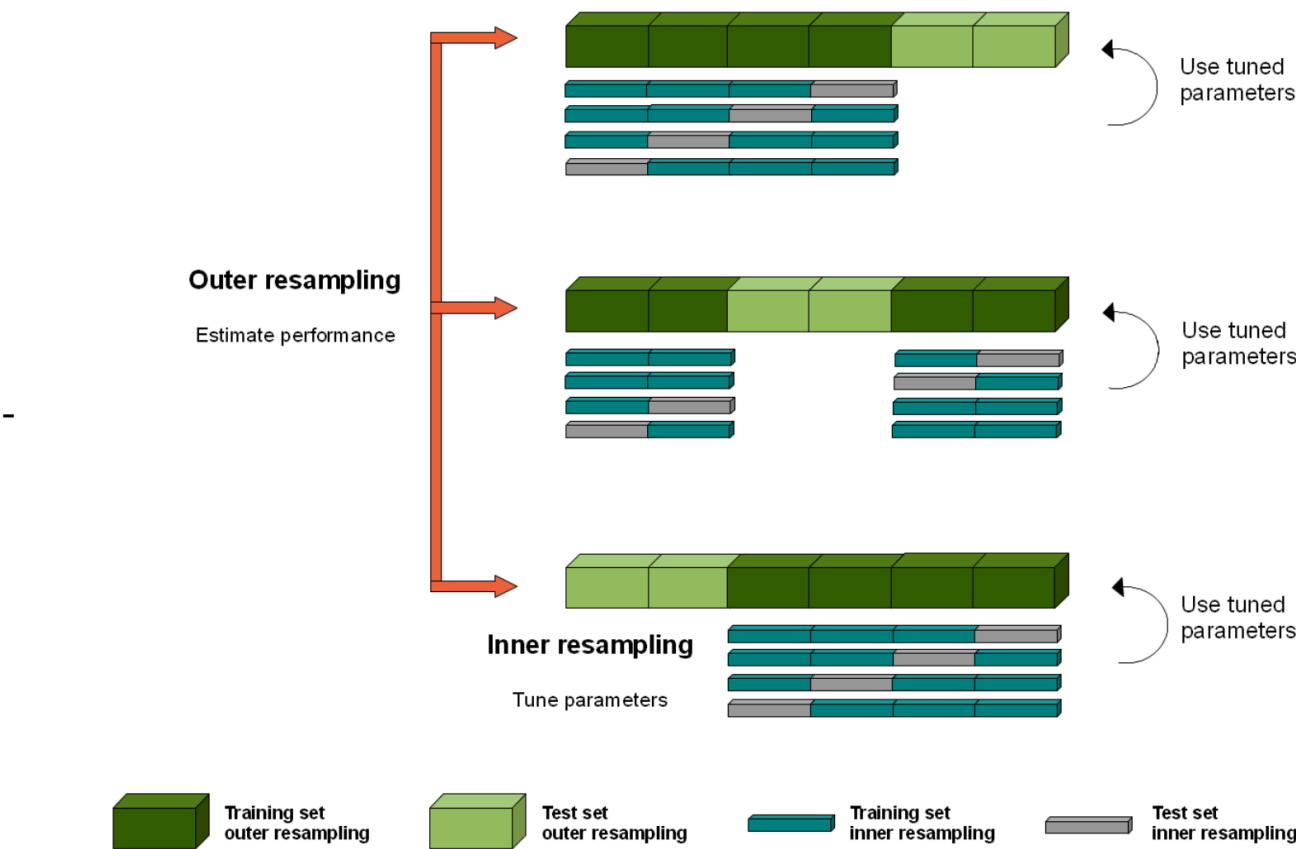 Use tuned
parameters
Outer resampling
Estimate performance
Use tuned
parameters
-
Use tuned
parameters
Inner resampling
Tune parameters
Training set
outer resampling
Test set
outer resampling
Training set
inner resampling
Test set
inner resampling